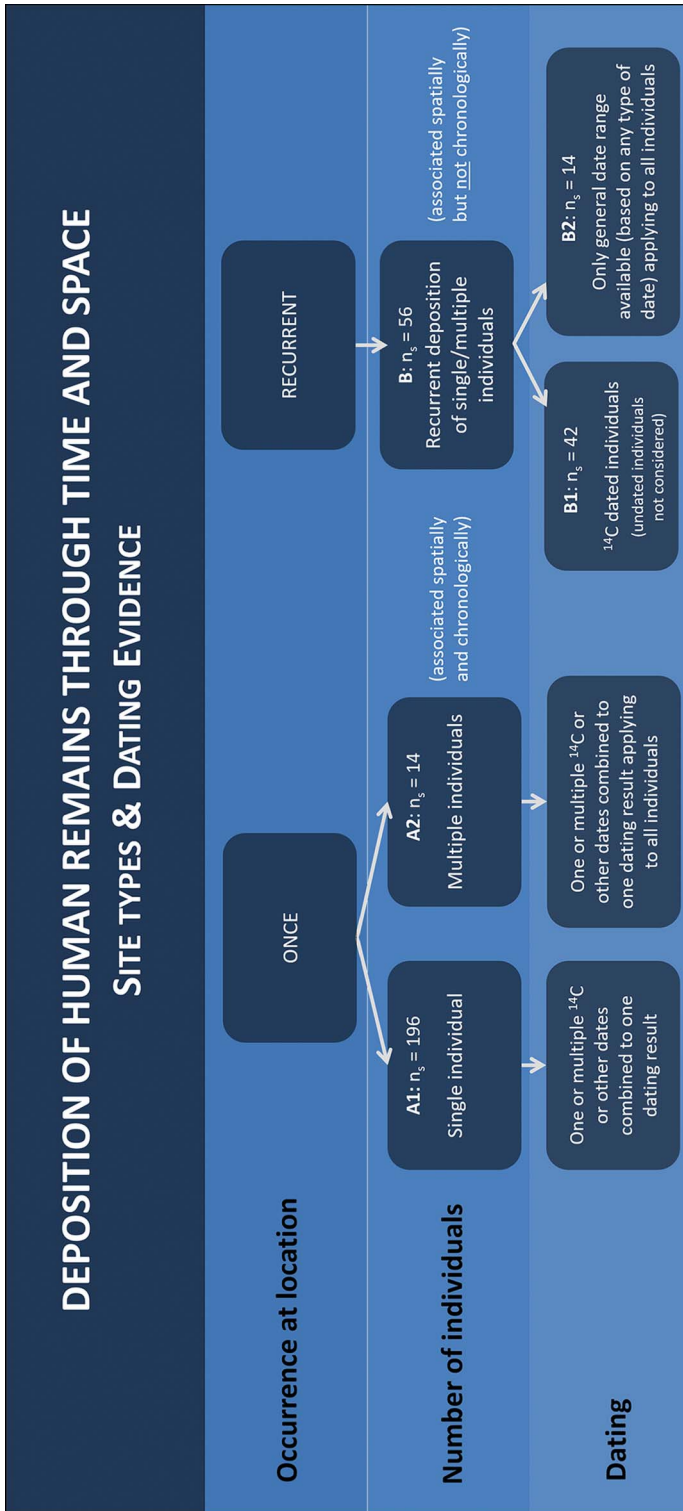 DEPOSITION OF HUMAN REMAINS THROUGH TIME AND SPACE
SITE TYPES & DATING EVIDENCE
Occurrence at location
ONCE
RECURRENT
Number of individuals
A1: nₛ = 196
Single individual
A2: nₛ = 14
Multiple individuals
(associated spatially
and chronologically)
B: nₛ = 56
Recurrent deposition
of single/multiple
individuals
(associated spatially
but not chronologically)
Dating
One or multiple ¹⁴C
or other dates
combined to one
dating result
One or multiple ¹⁴C or
other dates combined to
one dating result applying
to all individuals
B1: nₛ = 42
¹⁴C dated individuals
(undated individuals
not considered)
B2: nₛ = 14
Only general date range
available (based on any type of
date) applying to all individuals